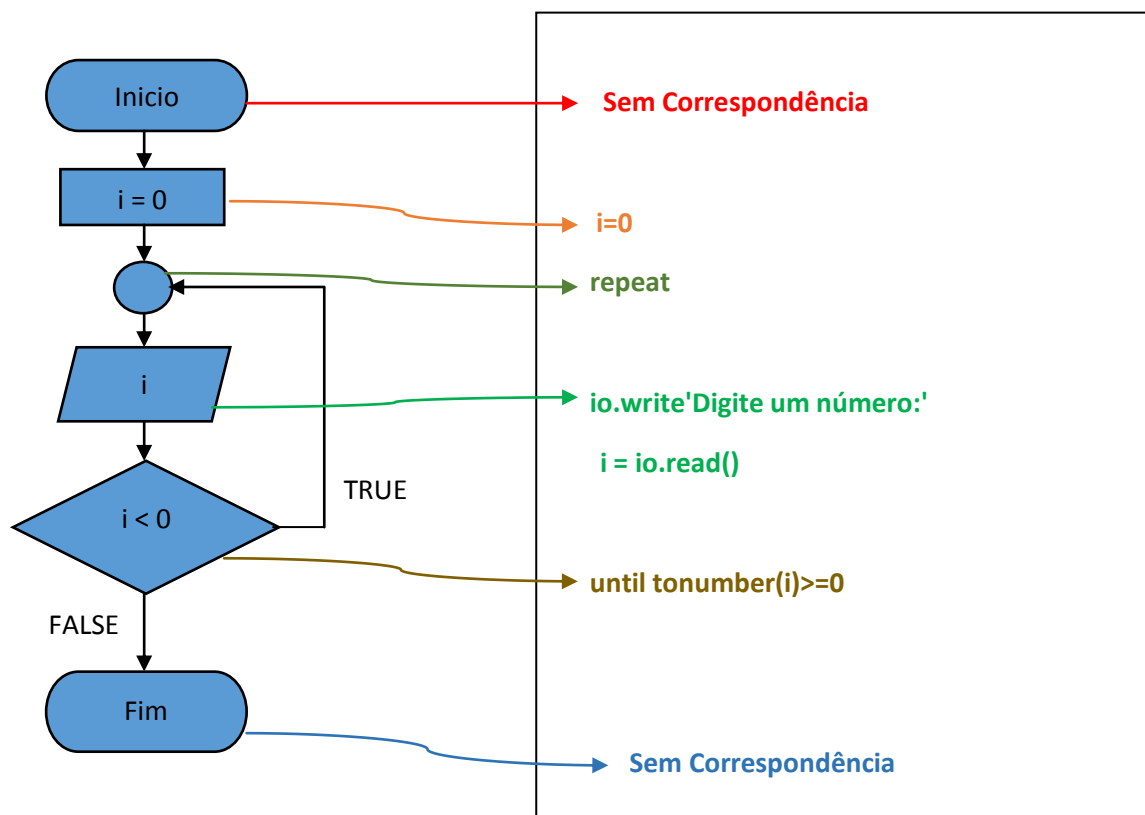 Inicio
Sem Correspondência
i = 0
i=0
repeat
i
io.write'Digite um número:'
i = io.read()
i < 0
TRUE
until tonumber(i)>=0
FALSE
Fim
Sem Correspondência